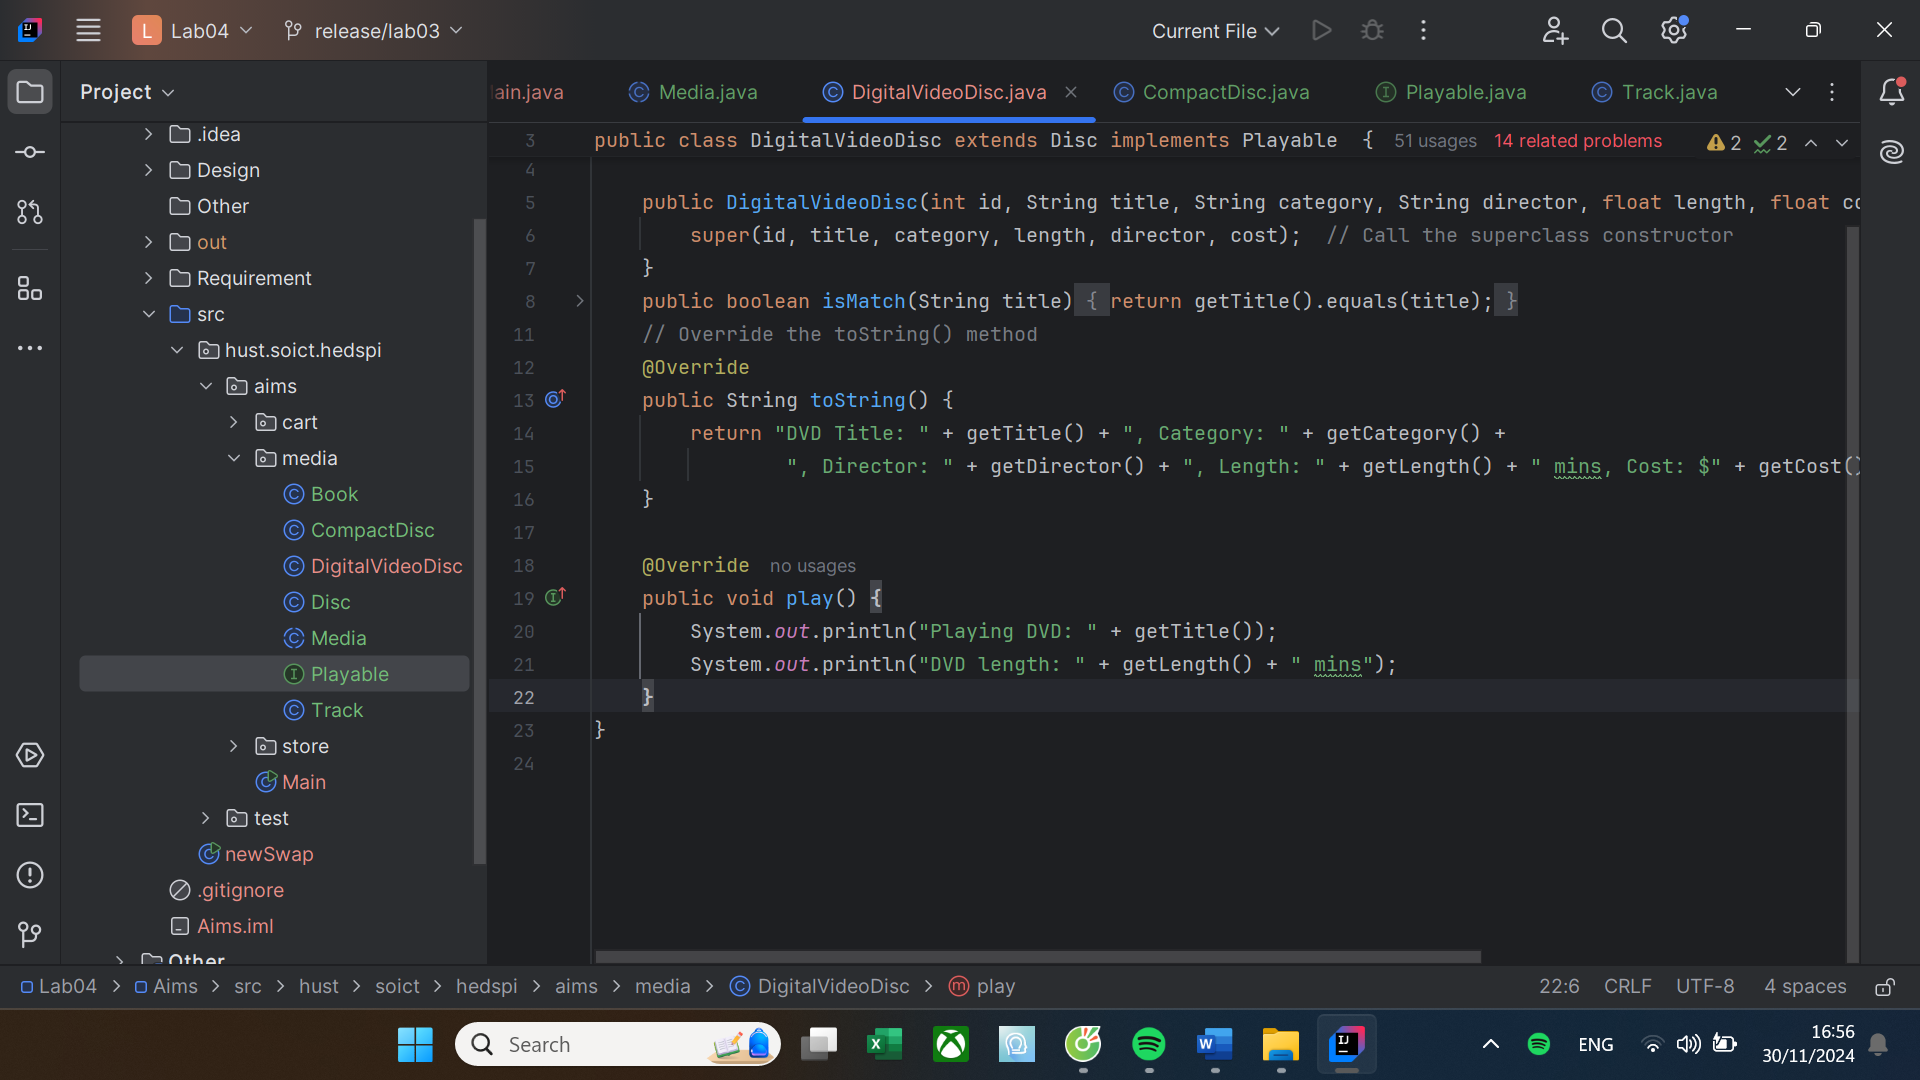 L Lab04 release/lab03 Current File
Project
.idea
Design
Other
out
Requirement
src
hust.soict.hedspi
aims
cart
media
Book
CompactDisc
DigitalVideoDisc
Disc
Media
Playable
Track
store
Main
test
newSwap
.gitignore
Aims.iml
Other
ain.java Media.java DigitalVideoDisc.java CompactDisc.java Playable.java Track.java
3 public class DigitalVideoDisc extends Disc implements Playable { 51 usages 14 related problems 2 2
4
5 public DigitalVideoDisc(int id, String title, String category, String director, float length, float co
6 super(id, title, category, length, director, cost); // Call the superclass constructor
7 }
8 public boolean isMatch(String title) { return getTitle().equals(title); }
11 // Override the toString() method
12 @Override
13 public String toString() {
14 return "DVD Title: " + getTitle() + ", Category: " + getCategory() +
15 ", Director: " + getDirector() + ", Length: " + getLength() + " mins, Cost: $" + getCost()
16 }
17
18 @Override no usages
19 public void play() {
20 System.out.println("Playing DVD: " + getTitle());
21 System.out.println("DVD length: " + getLength() + " mins");
22 }
23 }
24
Lab04 > Aims > src > hust > soict > hedspi > aims > media > DigitalVideoDisc > play 22:6 CRLF UTF-8 4 spaces
Search ENG 16:56
30/11/2024